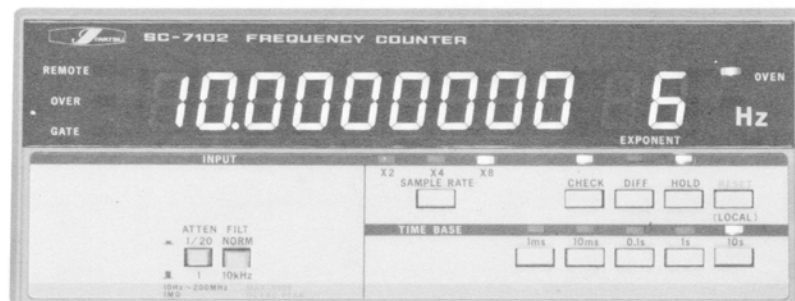 IWATSU SC-7102 FREQUENCY COUNTER
REMOTE
OVER
GATE
10.0000000 6
OVEN
Hz
EXPONENT
INPUT
X2 X4 X8
SAMPLE RATE
CHECK DIFF HOLD RESET
(LOCAL)
TIME BASE
1ms 10ms 0.1s 1s 10s
ATTEN FILT
1/20 NORM
1 10kHz
10Hz~200MHz
1MΩ